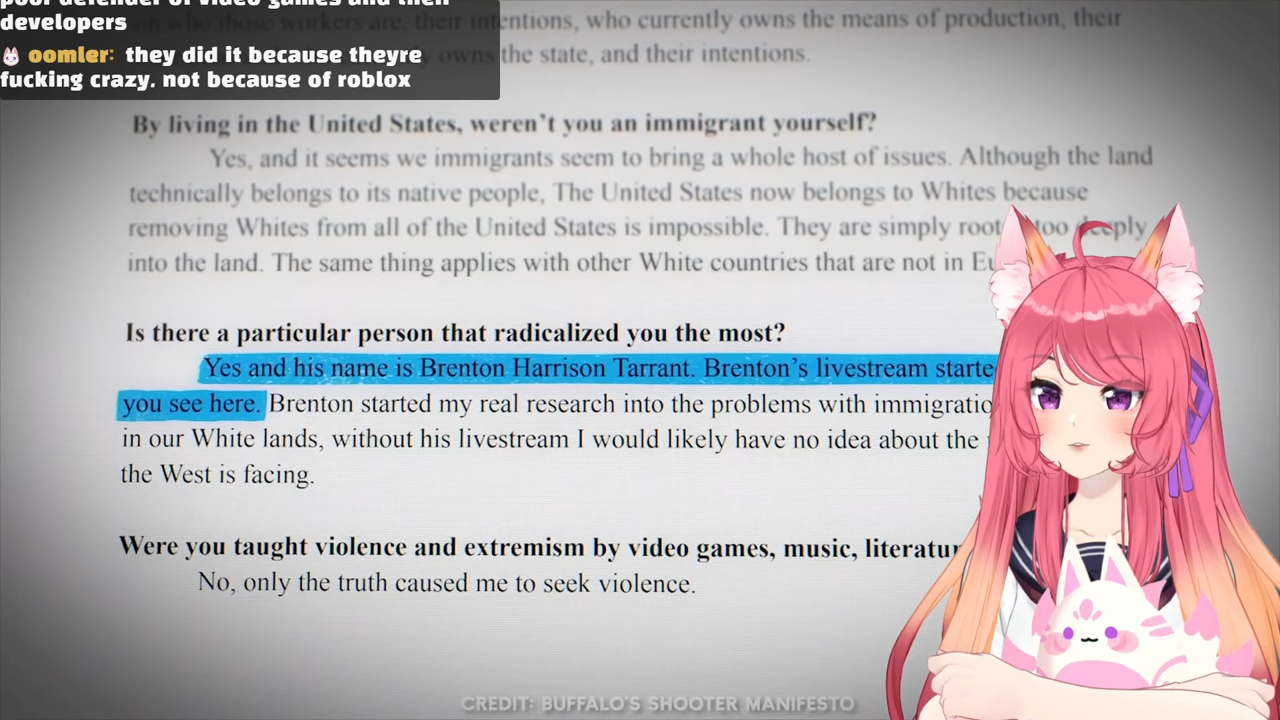 poor defender of video games and their
developers
oomler: they did it because theyre
fucking crazy, not because of roblox
who those workers are, their intentions, who currently owns the means of production, their
owns the state, and their intentions.
By living in the United States, weren't you an immigrant yourself?
Yes, and it seems we immigrants seem to bring a whole host of issues. Although the land
technically belongs to its native people, The United States now belongs to Whites because
removing Whites from all of the United States is impossible. They are simply too
into the land. The same thing applies with other White countries that are not in
Is there a particular person that radicalized you the most?
Yes and his name is Brenton Harrison Tarrant. Brenton's livestream
you see here. Brenton started my real research into the problems with
in our White lands, without his livestream I would likely have no idea about the
the West is facing.
Were you taught violence and extremism by video games, music,
No, only the truth caused me to seek violence.
CREDIT: BUFFALO'S SHOOTER MANIFESTO